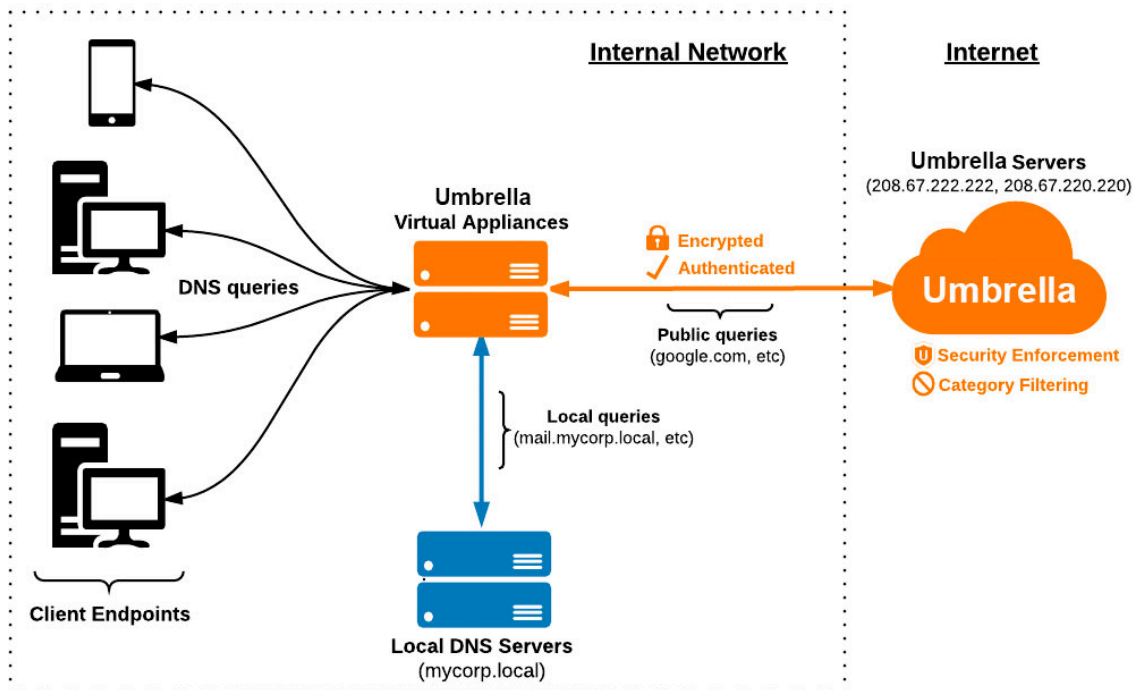 Internal Network
Internet
Umbrella Servers
(208.67.222.222, 208.67.220.220)
Umbrella
Virtual Appliances
Encrypted
Authenticated
Umbrella
DNS queries
Public queries
(google.com, etc)
U
Security Enforcement
Category Filtering
Local queries
(mail.mycorp.local, etc)
Client Endpoints
Local DNS Servers
(mycorp.local)